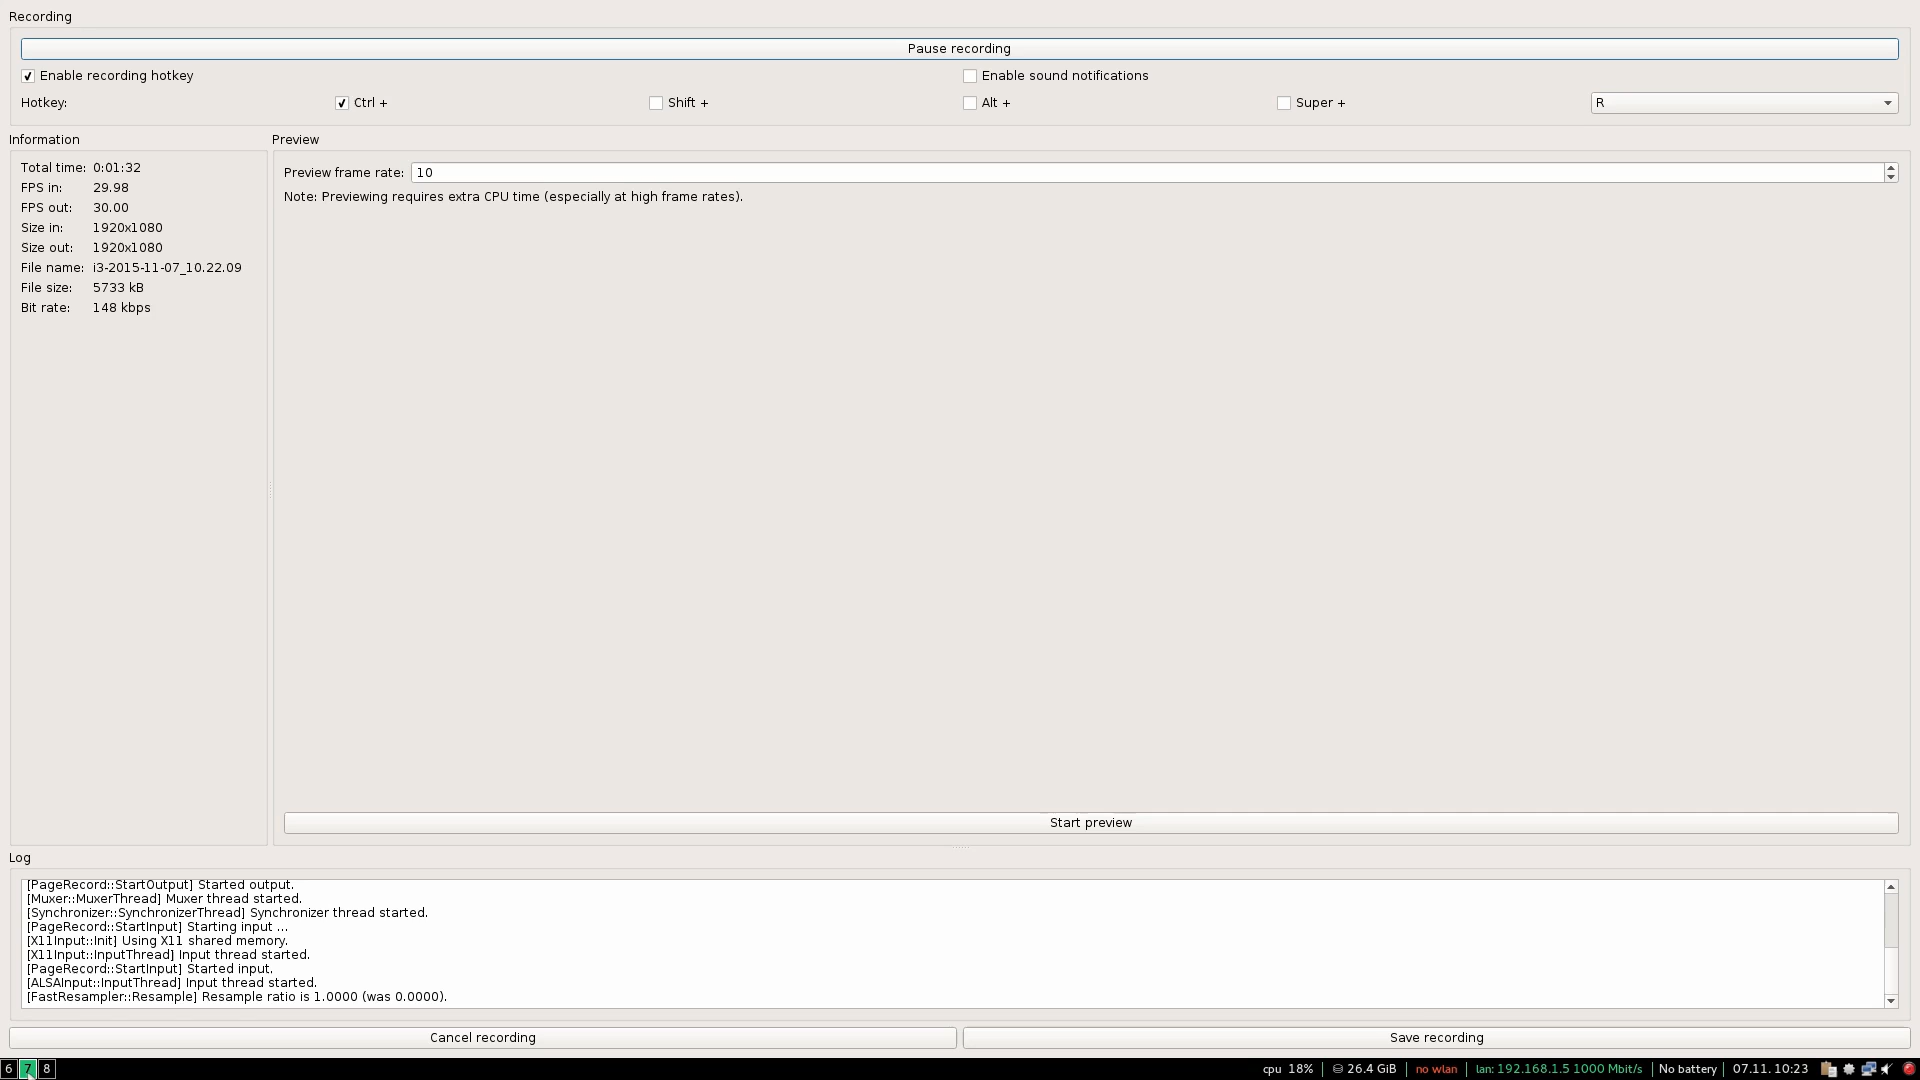 Recording
Pause recording
Enable recording hotkey
Enable sound notifications
Hotkey: Ctrl + Shift + Alt + Super + R
Information
Preview
Total time: 0:01:32
FPS in: 29.98
FPS out: 30.00
Size in: 1920x1080
Size out: 1920x1080
File name: i3-2015-11-07_10.22.09
File size: 5733 kB
Bit rate: 148 kbps
Preview frame rate: 10
Note: Previewing requires extra CPU time (especially at high frame rates).
Start preview
Log
[PageRecord::StartOutput] Started output.
[Muxer::MuxerThread] Muxer thread started.
[Synchronizer::SynchronizerThread] Synchronizer thread started.
[PageRecord::StartInput] Starting input ...
[X11Input::Init] Using X11 shared memory.
[X11Input::InputThread] Input thread started.
[PageRecord::StartInput] Started input.
[ALSAInput::InputThread] Input thread started.
[FastResampler::Resample] Resample ratio is 1.0000 (was 0.0000).
Cancel recording
Save recording
6 7 8 cpu 18% 26.4 GiB no wlan lan: 192.168.1.5 1000 Mbit/s No battery 07.11. 10:23